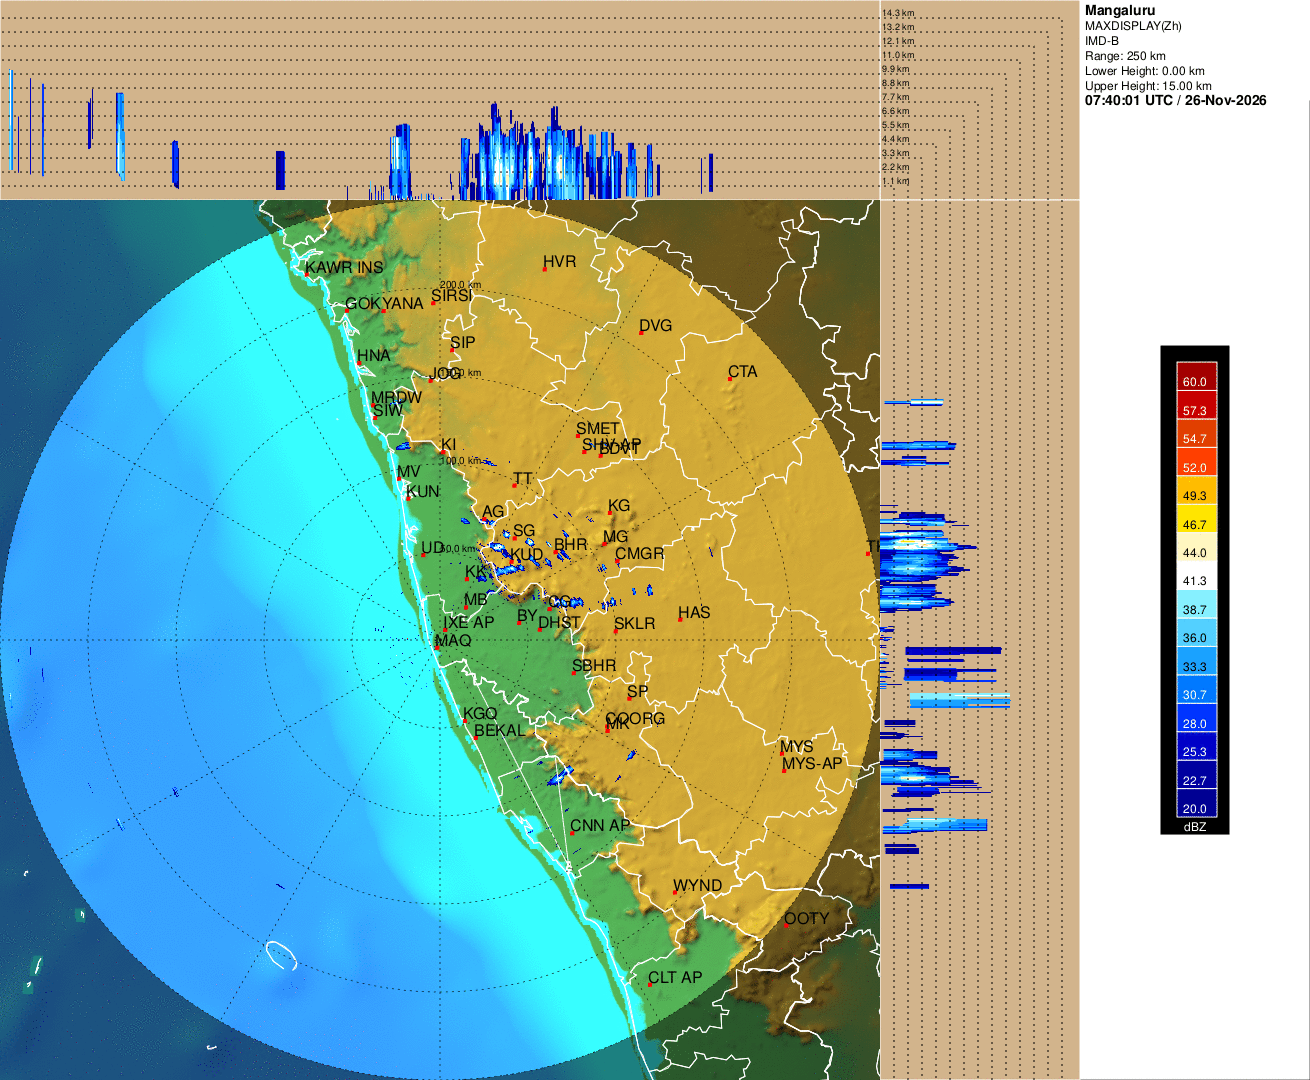 14.3 km
13.2 km
12.1 km
11.0 km
9.9 km
8.8 km
7.7 km
6.6 km
5.5 km
4.4 km
3.3 km
2.2 km
1.1 km
Mangaluru
MAXDISPLAY(Zh)
IMD-B
Range: 250 km
Lower Height: 0.00 km
Upper Height: 15.00 km
07:40:01 UTC / 26-Nov-2026
KAWR INS
HVR
200.0 km
SIRSI
GOKYANA
DVG
SIP
HNA
JOG
CTA
MRDW
SIW
SMET
SHV-AP
BDVT
KI
100.0 km
MV
TT
KUN
AG
KG
SG
MG
UD
50.0 km
KUD
BHR
CMGR
KK
MB
CG
IXE AP
BY
DHST
SKLR
HAS
MAQ
SBHR
SP
KGQ
COORG
MK
BEKAL
MYS
MYS-AP
CNN AP
WYND
OOTY
CLT AP
60.0
57.3
54.7
52.0
49.3
46.7
44.0
41.3
38.7
36.0
33.3
30.7
28.0
25.3
22.7
20.0
dBZ